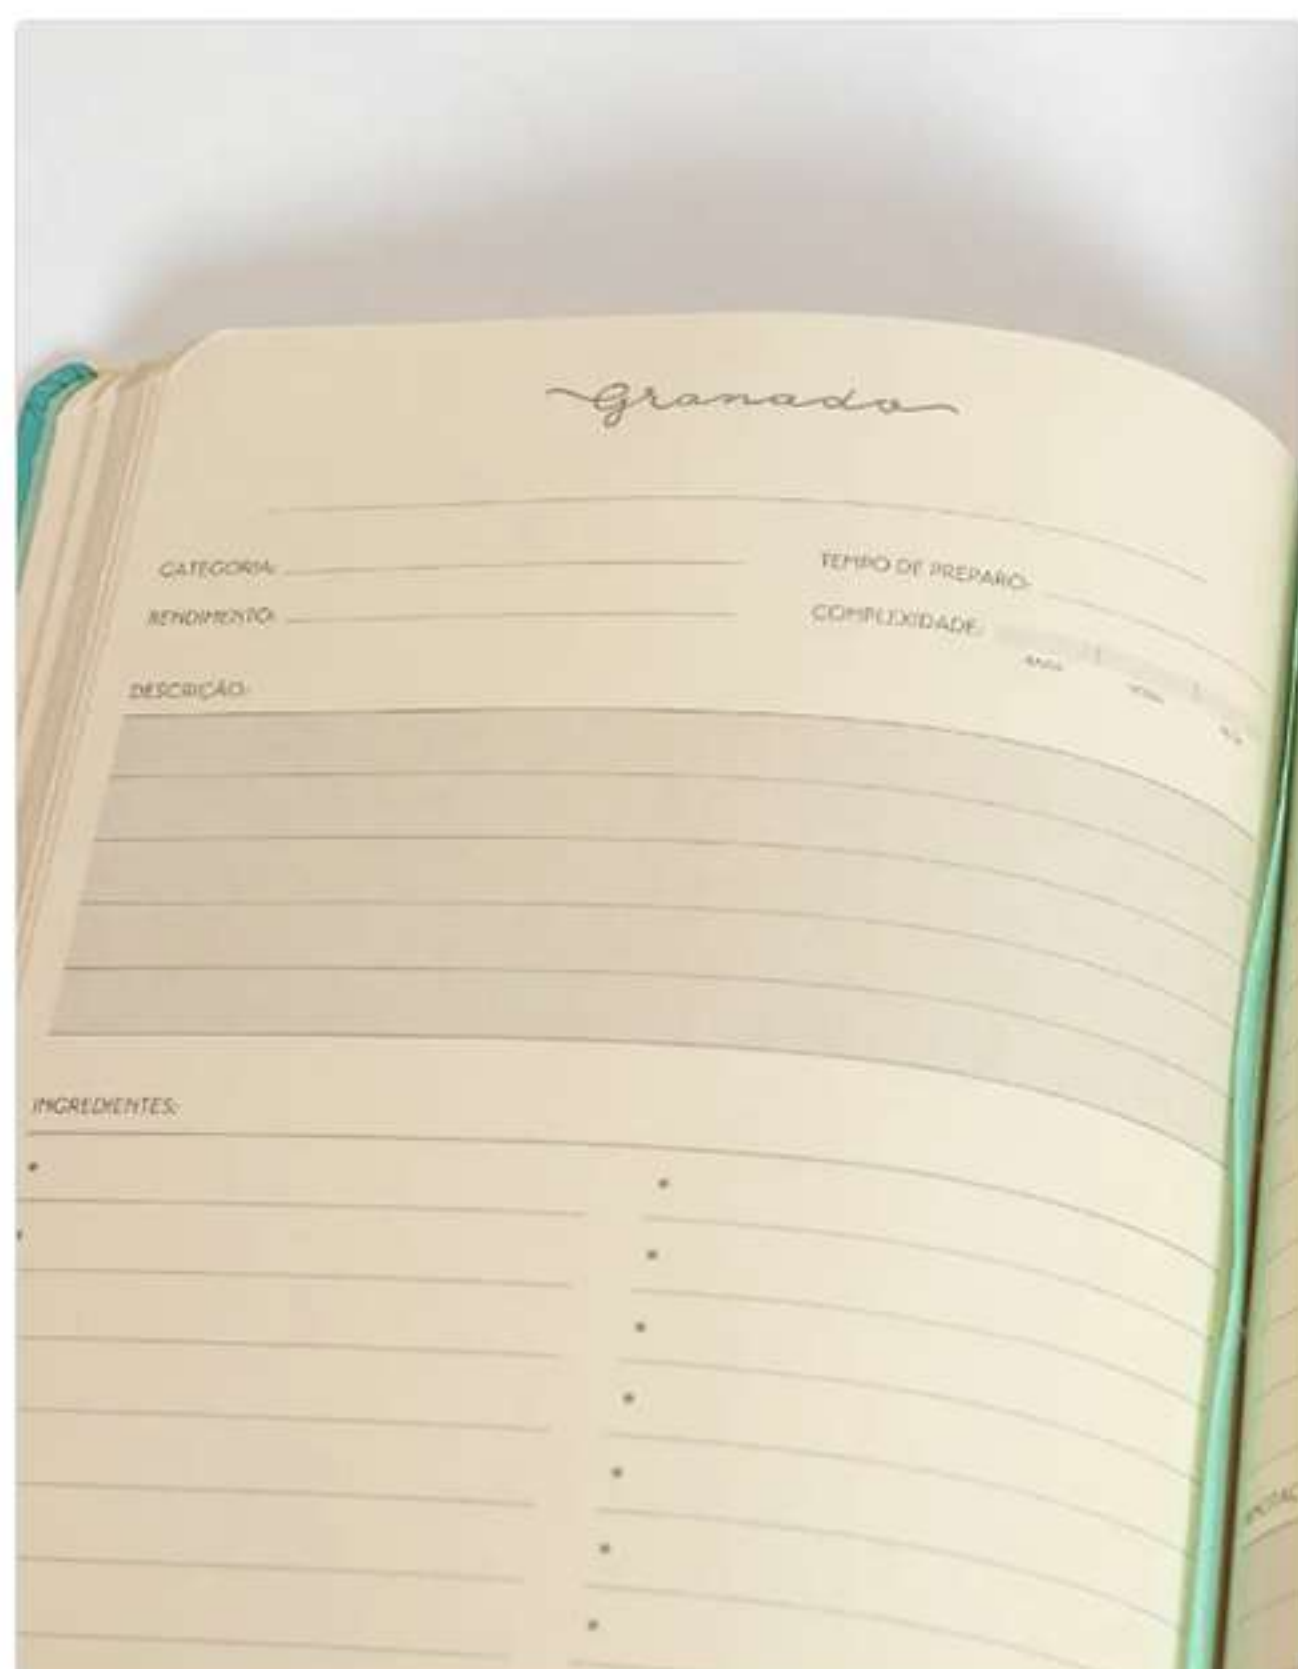 Granado
CATEGORIA:
TEMPO DE PREPARO:
RENDIMENTO:
COMPLEXIDADE:
DESCRIÇÃO:
INGREDIENTES: